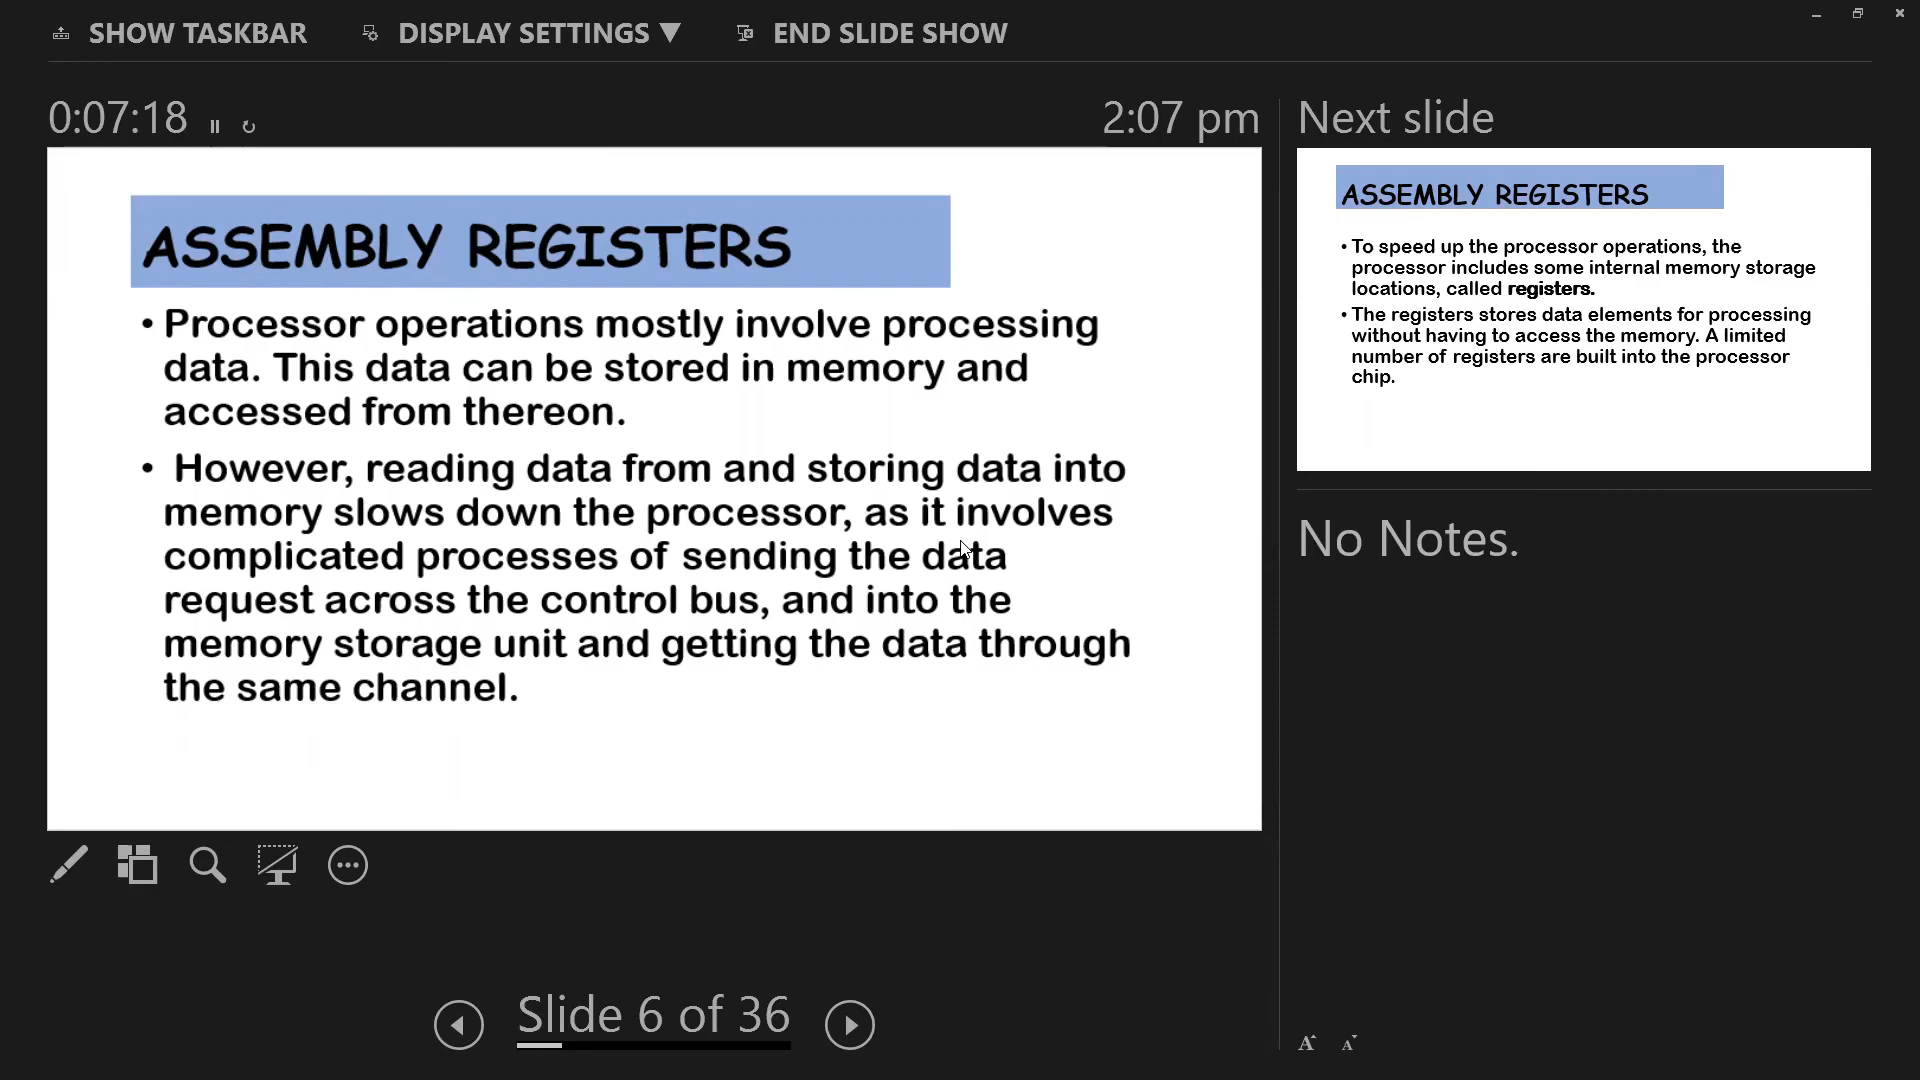 SHOW TASKBAR DISPLAY SETTINGS ▼ END SLIDE SHOW
0:07:18 2:07 pm
ASSEMBLY REGISTERS
• Processor operations mostly involve processing
data. This data can be stored in memory and
accessed from thereon.
• However, reading data from and storing data into
memory slows down the processor, as it involves
complicated processes of sending the data
request across the control bus, and into the
memory storage unit and getting the data through
the same channel.
Slide 6 of 36
Next slide
ASSEMBLY REGISTERS
• To speed up the processor operations, the
processor includes some internal memory storage
locations, called registers.
• The registers stores data elements for processing
without having to access the memory. A limited
number of registers are built into the processor
chip.
No Notes.
A A